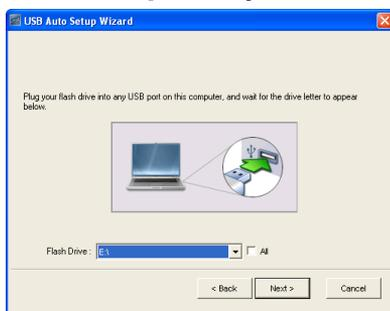 USB Auto Setup Wizard
Plug your flash drive into any USB port on this computer, and wait for the drive letter to appear
below.
Flash Drive : E:\ All
< Back Next > Cancel